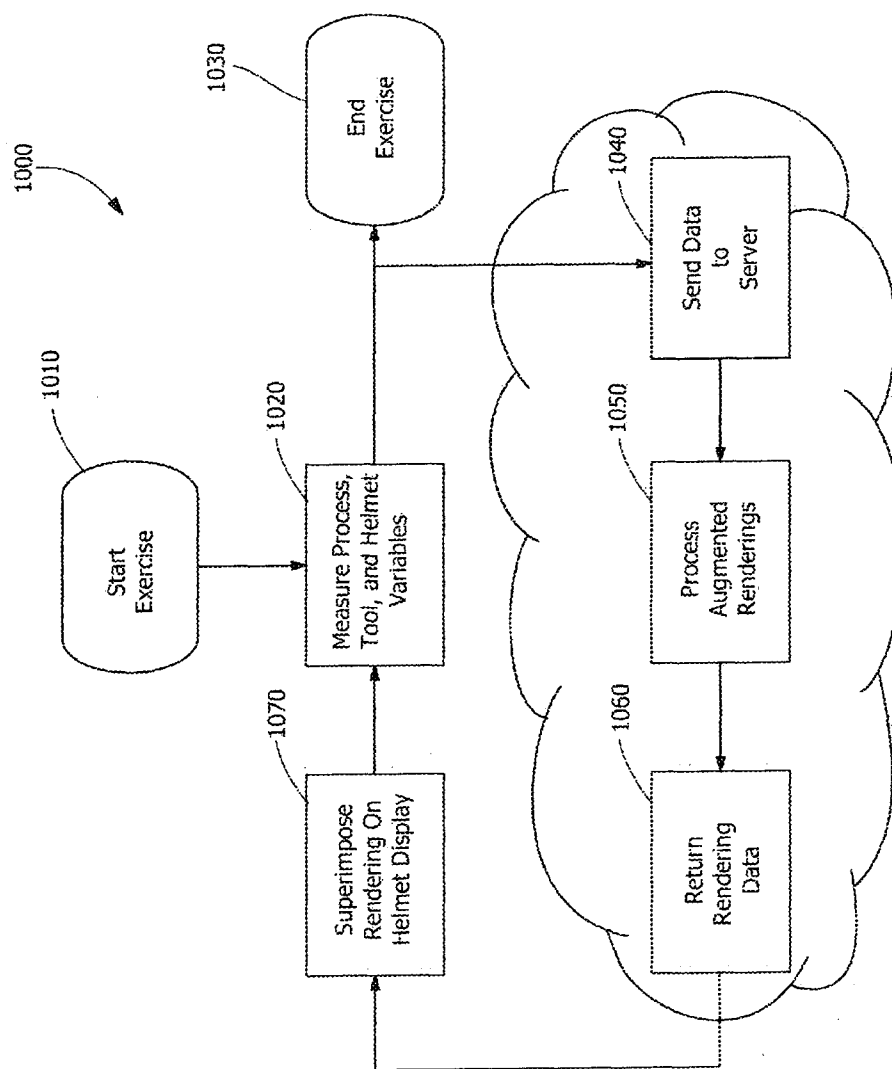 1000
1010
Start
Exercise
1070
Superimpose
Rendering On
Helmet Display
1020
Measure Process,
Tool, and Helmet
Variables
1030
End
Exercise
1060
Return
Rendering
Data
1050
Process
Augmented
Renderings
1040
Send Data
to
Server